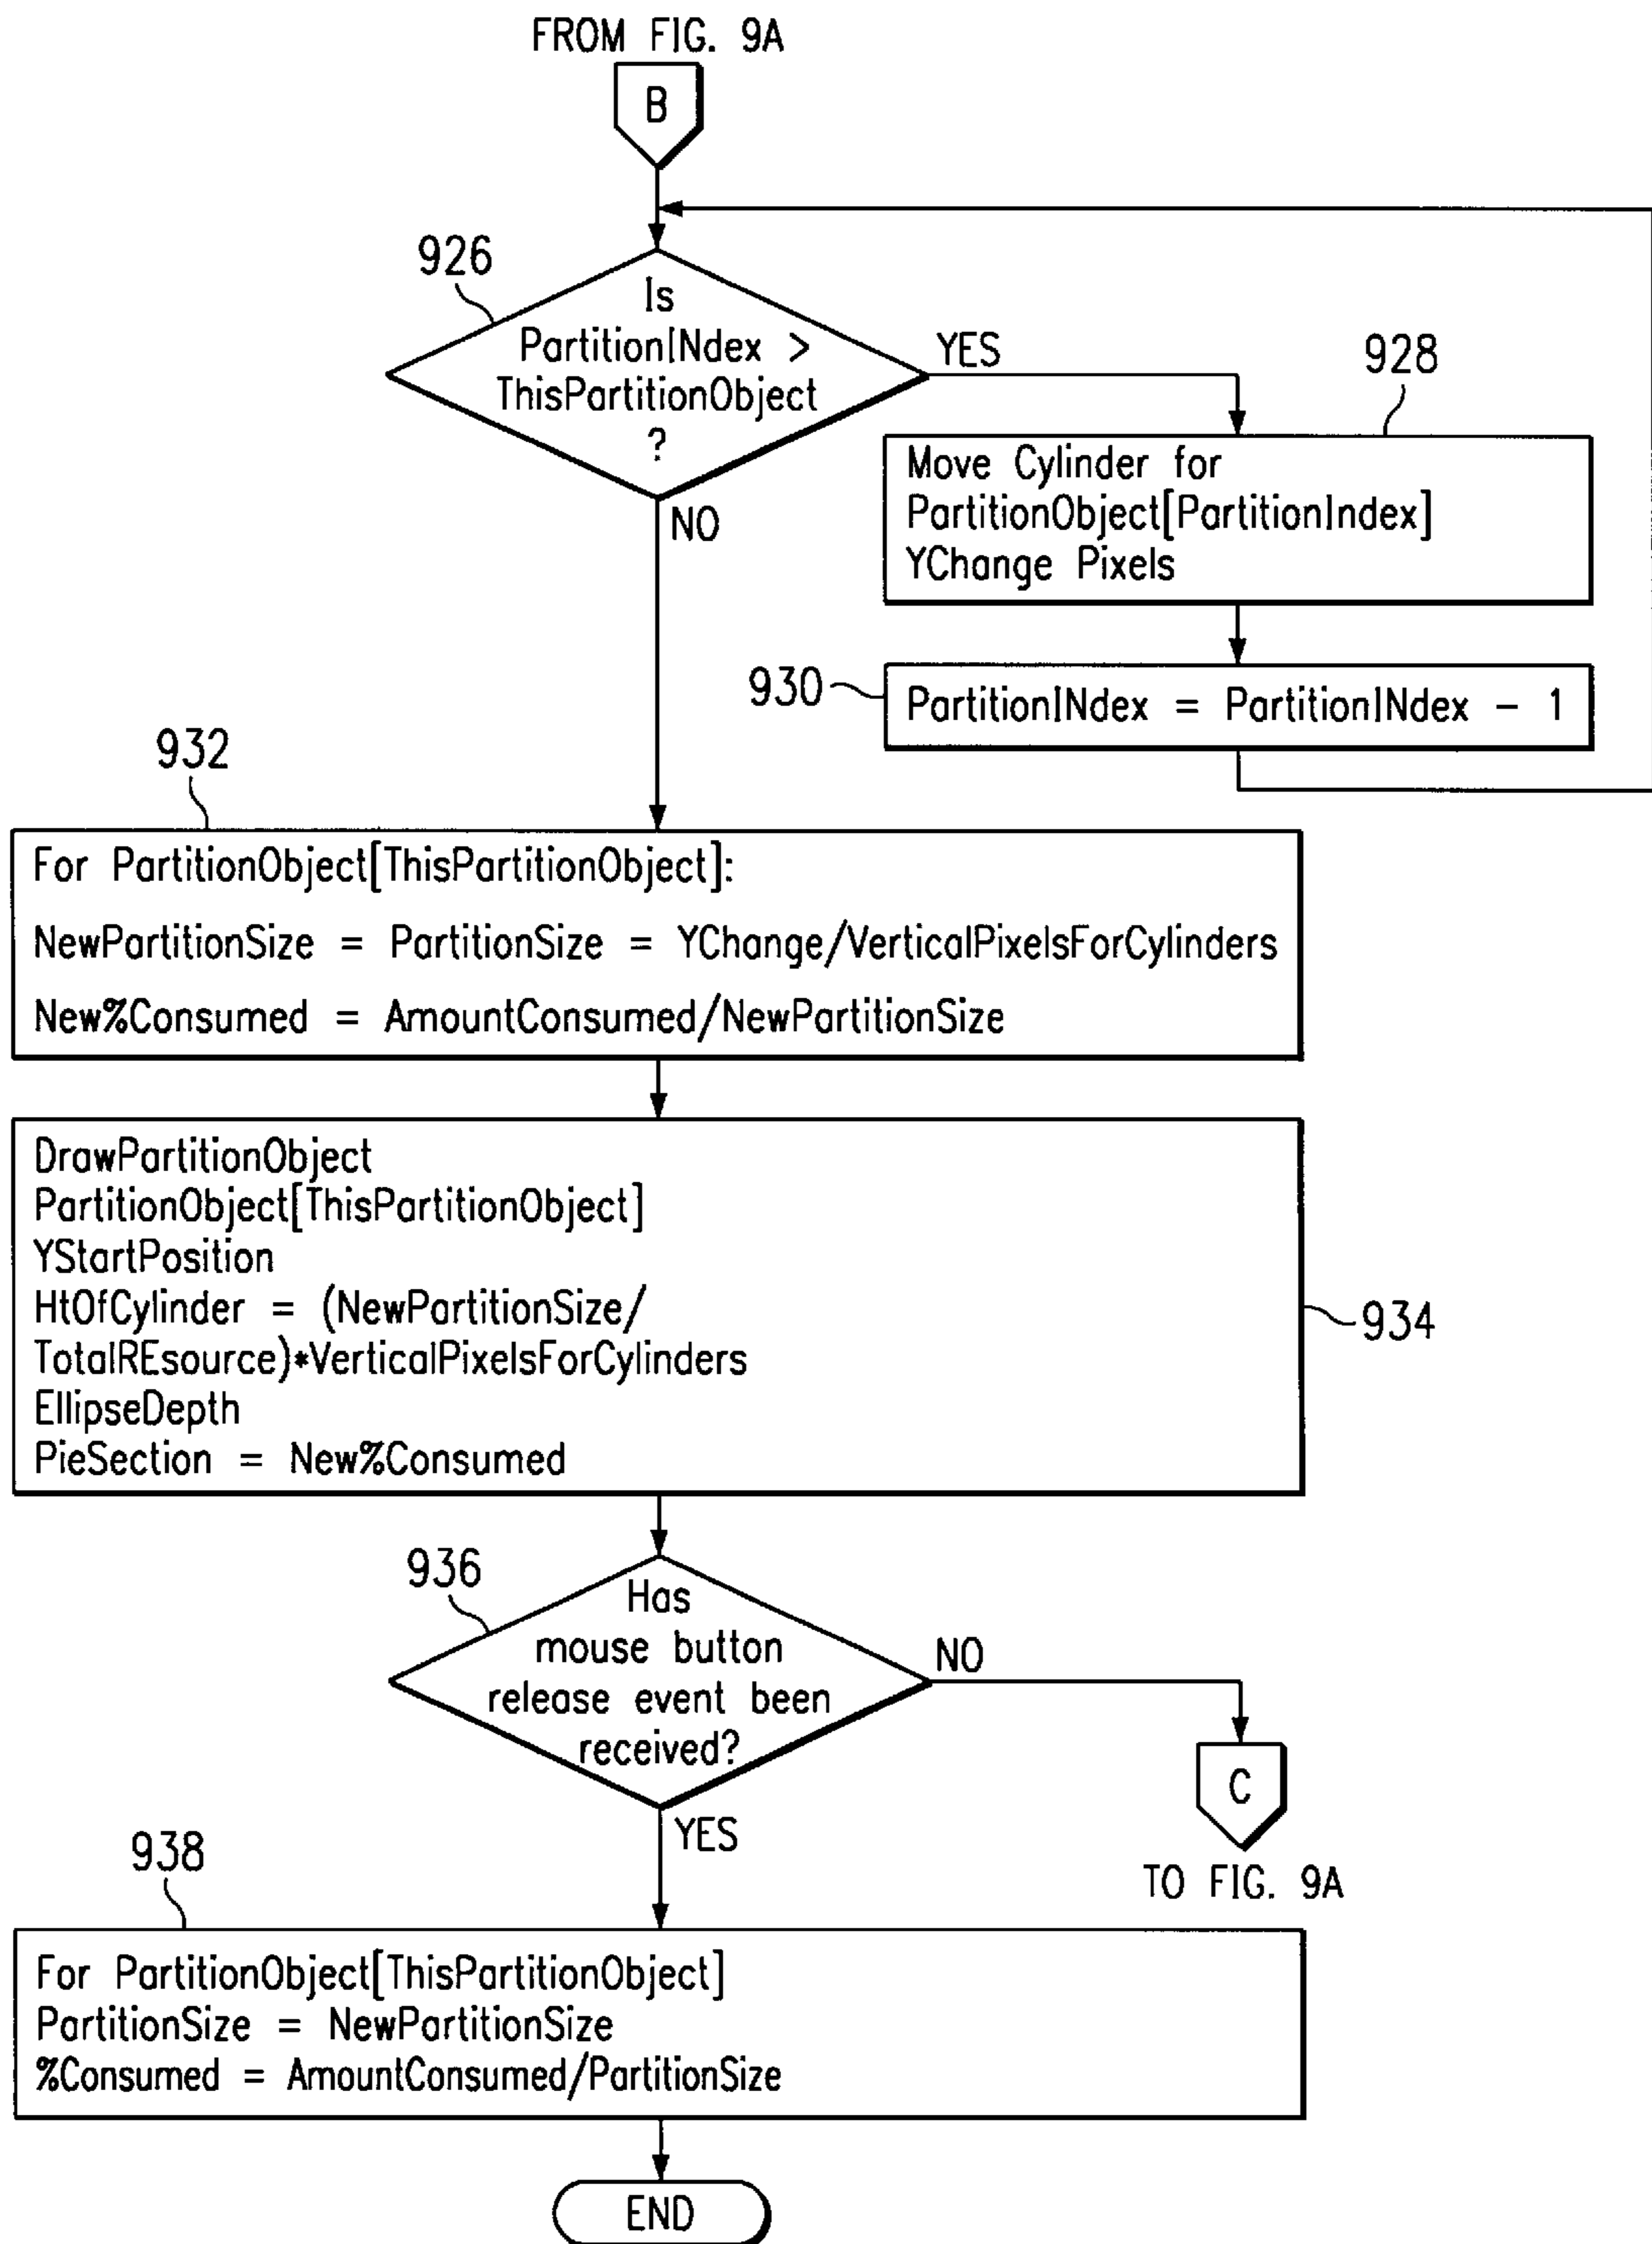 FROM FIG. 9A
B
926
Is
PartitionINdex >
ThisPartitionObject
?
YES
NO
928
Move Cylinder for
PartitionObject[PartitionIndex]
YChange Pixels
930
PartitionINdex = PartitionINdex - 1
932
For PartitionObject[ThisPartitionObject]:
NewPartitionSize = PartitionSize = YChange/VerticalPixelsForCylinders
New%Consumed = AmountConsumed/NewPartitionSize
DrawPartitionObject
PartitionObject[ThisPartitionObject]
YStartPosition
HtOfCylinder = (NewPartitionSize/
TotalREsource)*VerticalPixelsForCylinders
EllipseDepth
PieSection = New%Consumed
934
936
Has
mouse button
release event been
received?
NO
YES
C
TO FIG. 9A
938
For PartitionObject[ThisPartitionObject]
PartitionSize = NewPartitionSize
%Consumed = AmountConsumed/PartitionSize
END